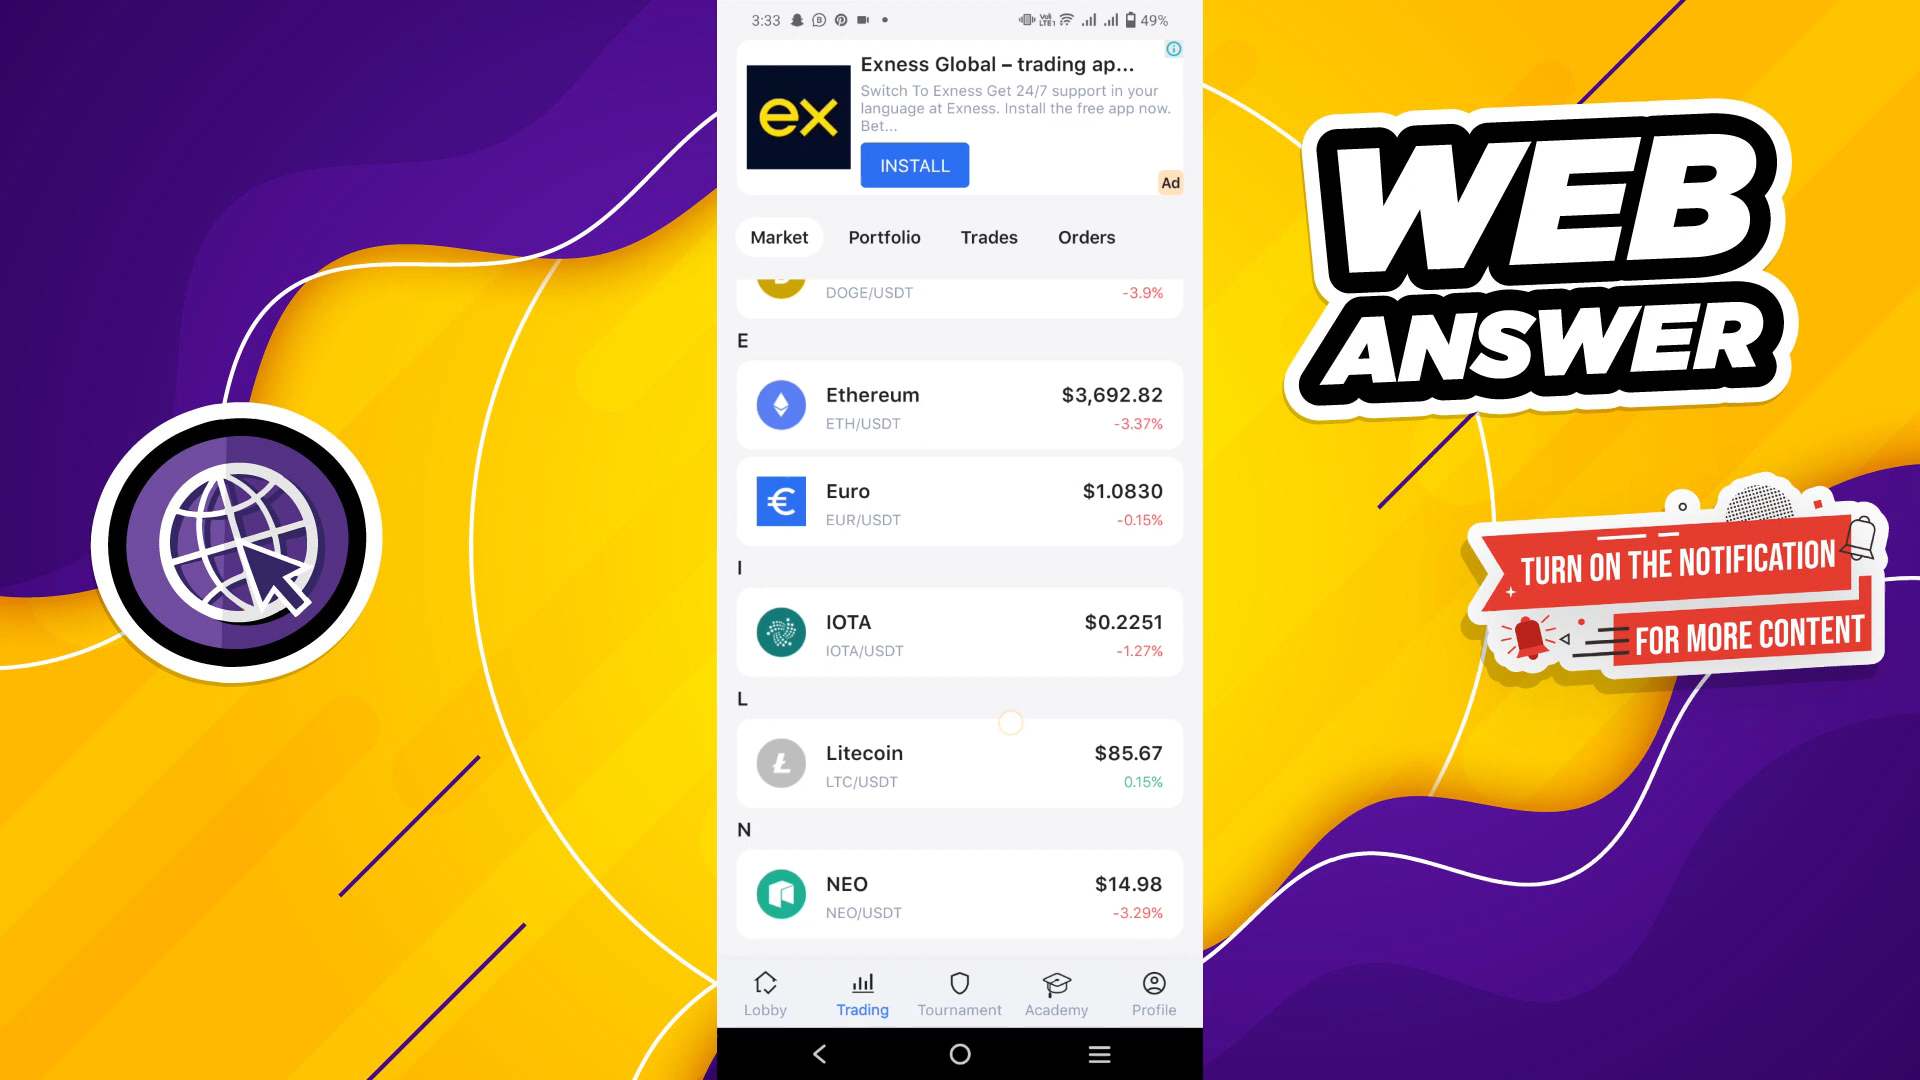 3:33
49%
Exness Global – trading ap...
Switch To Exness Get 24/7 support in your
language at Exness. Install the free app now.
Bet...
ex
INSTALL
Ad
Market Portfolio Trades Orders
DOGE/USDT -3.9%
E
Ethereum $3,692.82
ETH/USDT -3.37%
Euro $1.0830
EUR/USDT -0.15%
I
IOTA $0.2251
IOTA/USDT -1.27%
L
Litecoin $85.67
LTC/USDT 0.15%
N
NEO $14.98
NEO/USDT -3.29%
Lobby Trading Tournament Academy Profile
WEB
ANSWER
TURN ON THE NOTIFICATION
FOR MORE CONTENT